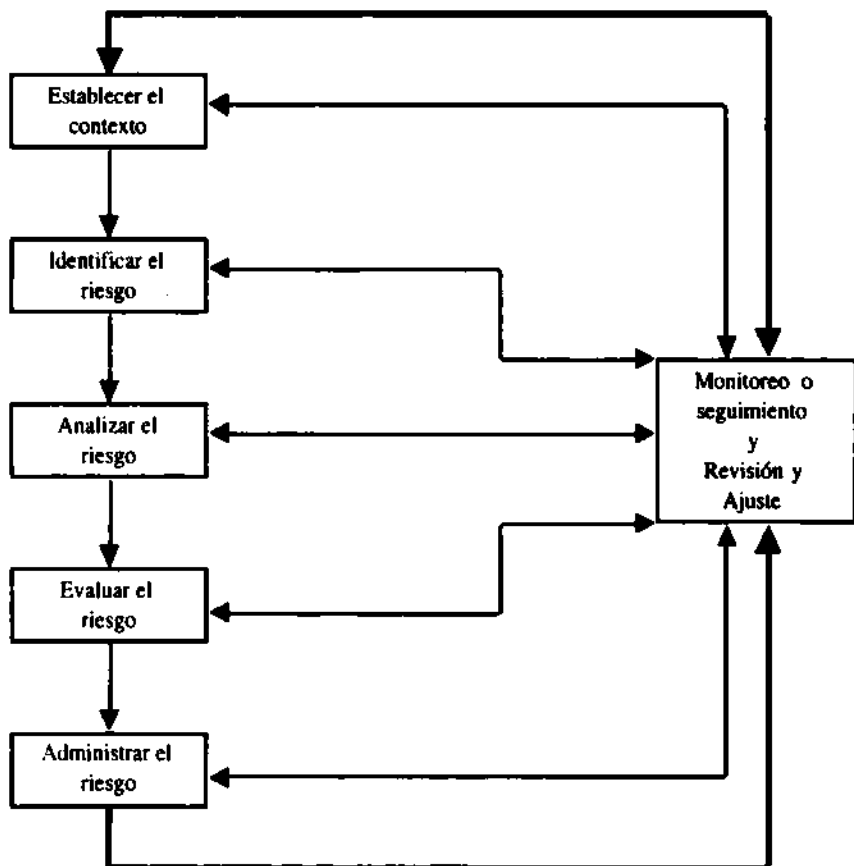 Establecer el
contexto
Identificar el
riesgo
Analizar el
riesgo
Evaluar el
riesgo
Administrar el
riesgo
Monitoreo o
seguimiento
y
Revisión y
Ajuste